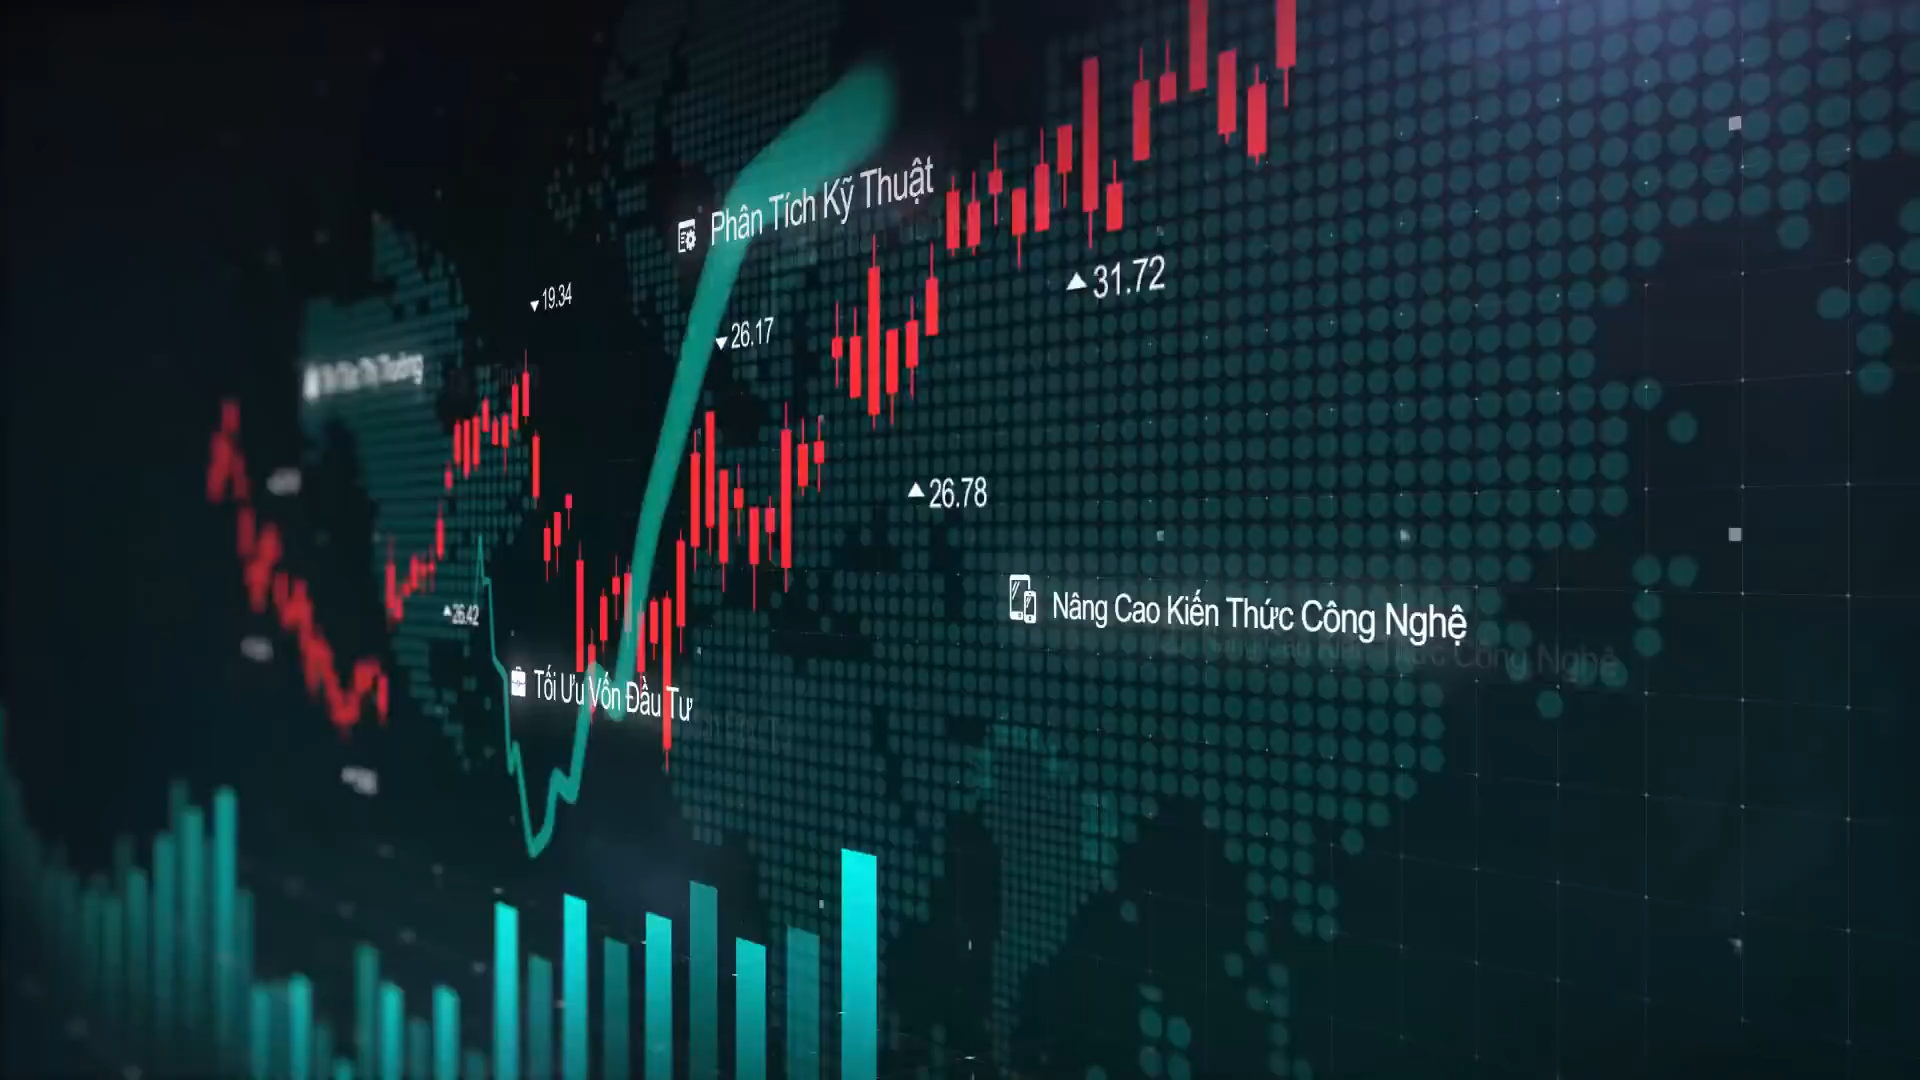 Phân Tích Kỹ Thuật
▼19.34
▼26.17
▲31.72
▲26.78
▲26.42
Nâng Cao Kiến Thức Công Nghệ
Tối Ưu Vốn Đầu Tư